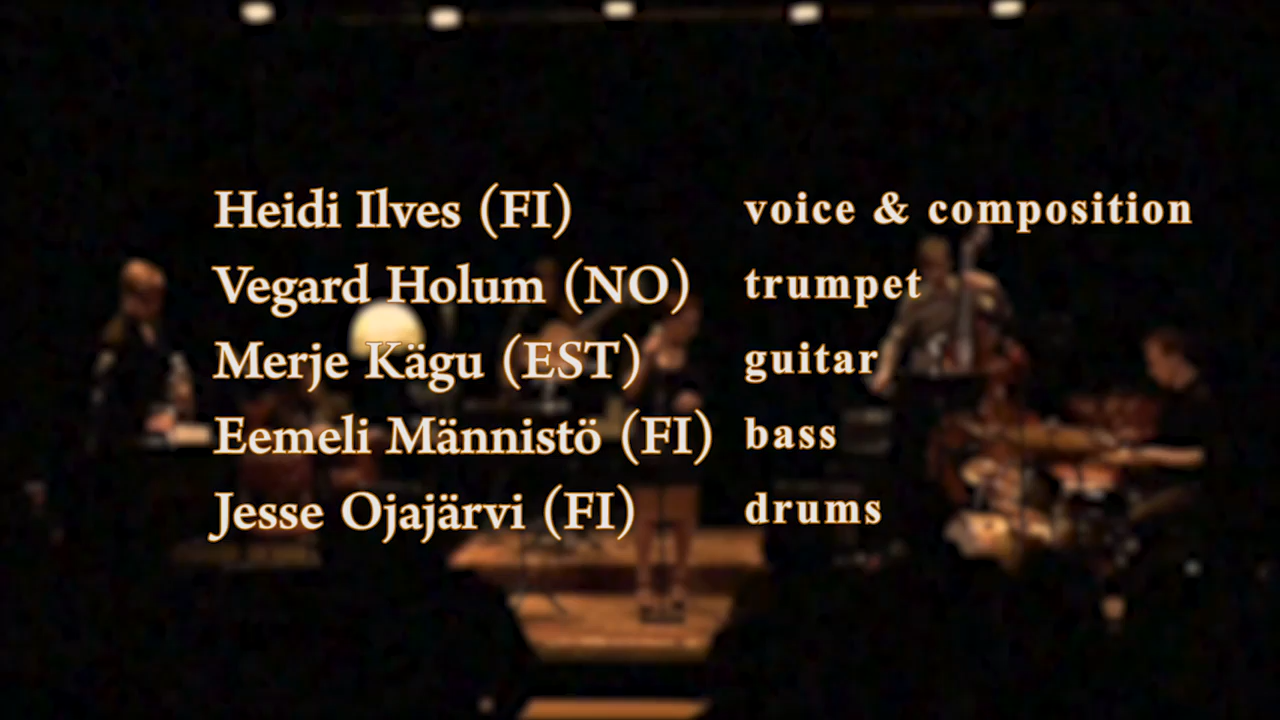 Heidi Ilves (FI) voice & composition
Vegard Holum (NO) trumpet
Merje Kägu (EST) guitar
Eemeli Männistö (FI) bass
Jesse Ojajärvi (FI) drums